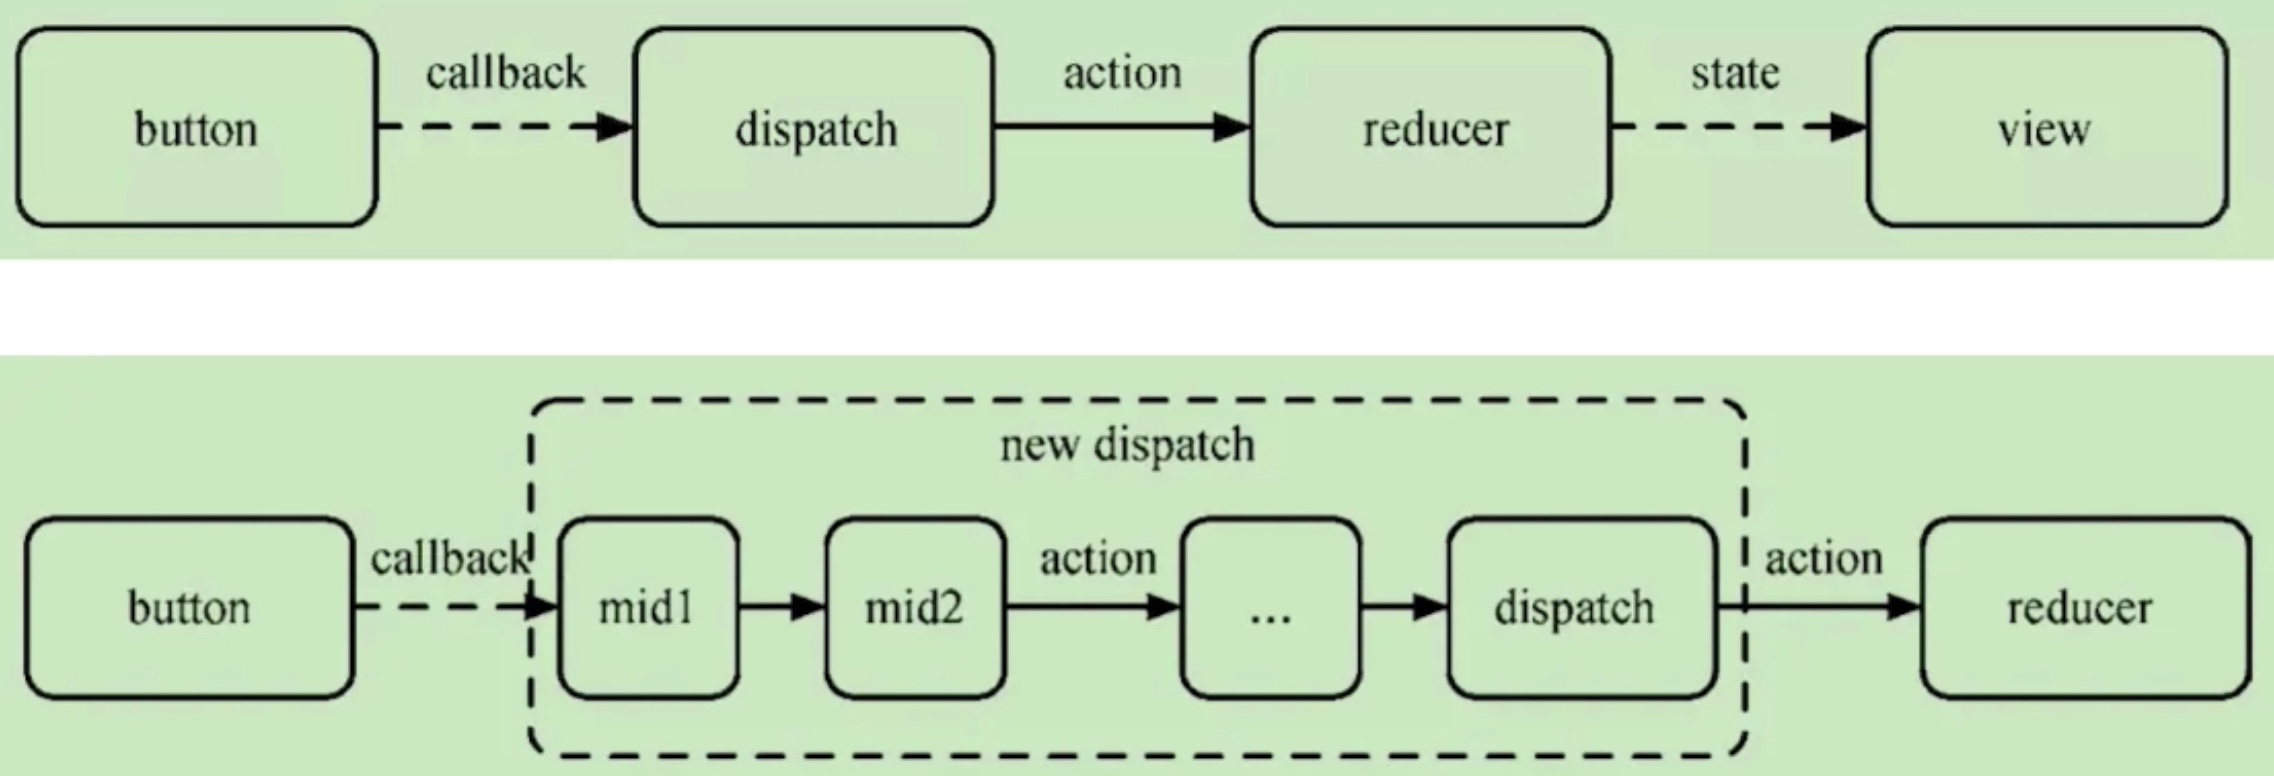 callback
action
state
button
dispatch
reducer
view
new dispatch
callback
action
action
button
mid1
mid2
...
dispatch
reducer